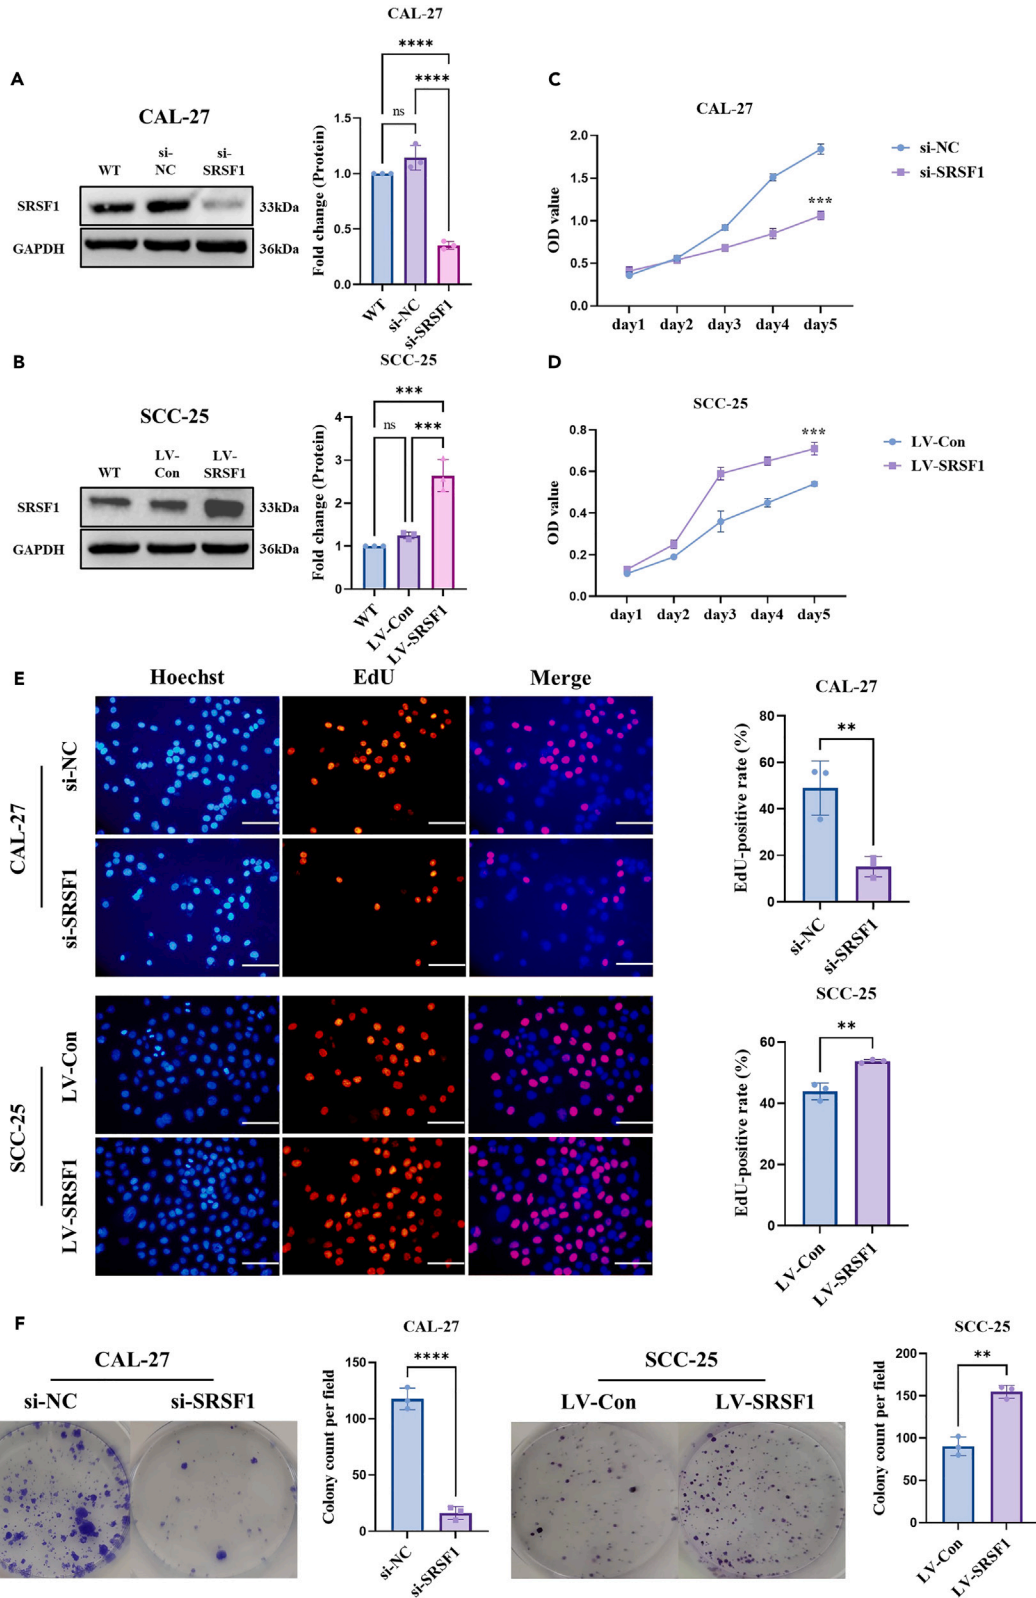 A
CAL-27
WT
si-
NC
si-
SRSF1
SRSF1
33kDa
GAPDH
36kDa
CAL-27
****
****
ns
Fold change (Protein)
1.5
1.0
0.5
0.0
WT
si-NC
si-SRSF1
C
CAL-27
OD value
2.0
1.5
1.0
0.5
0.0
***
day1 day2 day3 day4 day5
si-NC
si-SRSF1
B
SCC-25
WT
LV-
Con
LV-
SRSF1
SRSF1
33kDa
GAPDH
36kDa
SCC-25
***
ns
***
Fold change (Protein)
4
3
2
1
0
WT
LV-Con
LV-SRSF1
D
SCC-25
OD value
0.8
0.6
0.4
0.2
0.0
***
day1 day2 day3 day4 day5
LV-Con
LV-SRSF1
E
Hoechst EdU Merge
CAL-27
si-NC
si-SRSF1
SCC-25
LV-Con
LV-SRSF1
CAL-27
**
EdU-positive rate (%)
80
60
40
20
0
si-NC
si-SRSF1
SCC-25
**
EdU-positive rate (%)
60
40
20
0
LV-Con
LV-SRSF1
F
CAL-27
si-NC si-SRSF1
CAL-27
****
Colony count per field
150
100
50
0
si-NC
si-SRSF1
SCC-25
LV-Con LV-SRSF1
SCC-25
**
Colony count per field
200
150
100
50
0
LV-Con
LV-SRSF1